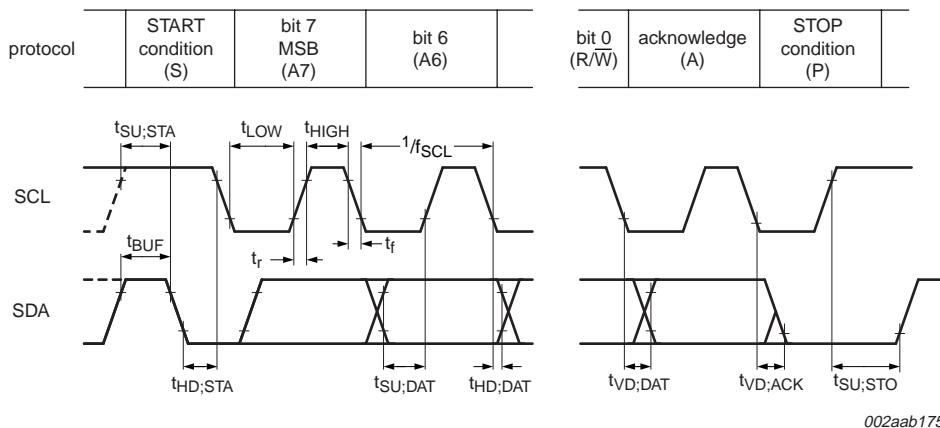 protocol
START
condition
(S)
bit 7
MSB
(A7)
bit 6
(A6)
bit 0
(R/W̅)
acknowledge
(A)
STOP
condition
(P)
tSU;STA
tLOW
tHIGH
1/fSCL
SCL
tBUF
tr
tf
SDA
tHD;STA
tSU;DAT
tHD;DAT
tVD;DAT
tVD;ACK
tSU;STO
002aab175